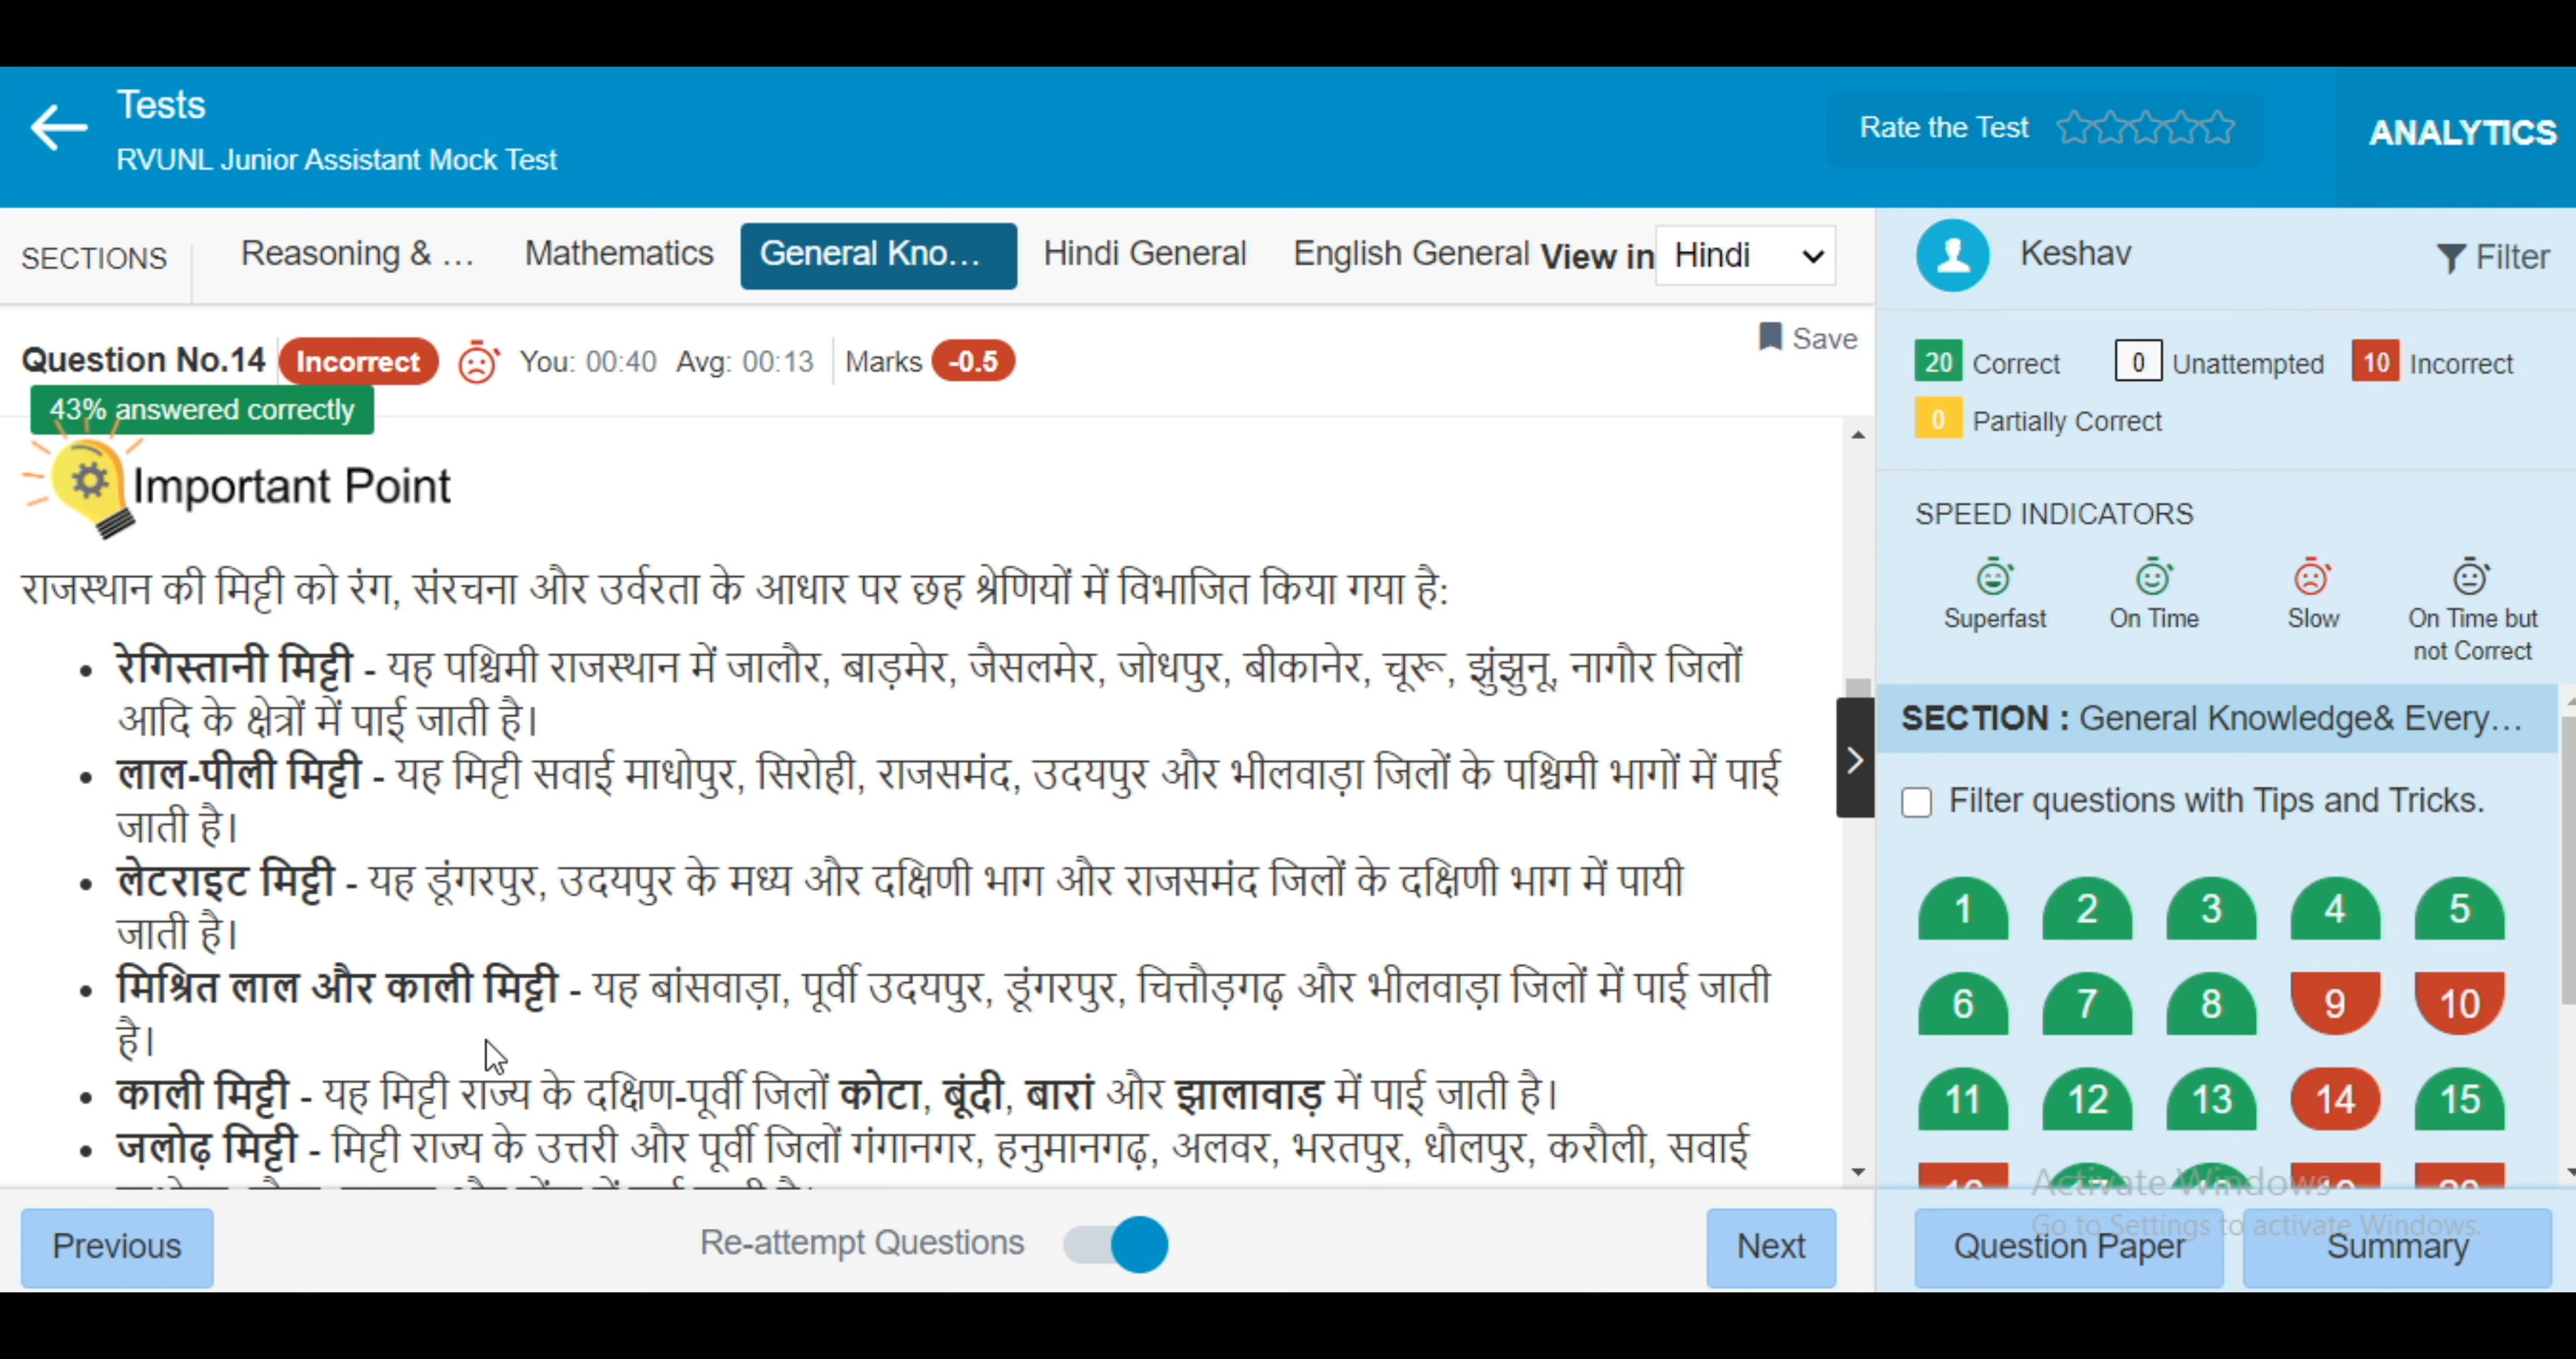 Tests
RVUNL Junior Assistant Mock Test
Rate the Test
ANALYTICS
SECTIONS
Reasoning & ...
Mathematics
General Kno...
Hindi General
English General
View in
Hindi
Question No.14
Incorrect
You: 00:40 Avg: 00:13
Marks -0.5
Save
43% answered correctly
Important Point
राजस्थान की मिट्टी को रंग, संरचना और उर्वरता के आधार पर छह श्रेणियों में विभाजित किया गया है:
• रेगिस्तानी मिट्टी - यह पश्चिमी राजस्थान में जालौर, बाड़मेर, जैसलमेर, जोधपुर, बीकानेर, चूरू, झुंझुनू, नागौर जिलों
आदि के क्षेत्रों में पाई जाती है।
• लाल-पीली मिट्टी - यह मिट्टी सवाई माधोपुर, सिरोही, राजसमंद, उदयपुर और भीलवाड़ा जिलों के पश्चिमी भागों में पाई
जाती है।
• लेटराइट मिट्टी - यह डूंगरपुर, उदयपुर के मध्य और दक्षिणी भाग और राजसमंद जिलों के दक्षिणी भाग में पायी
जाती है।
• मिश्रित लाल और काली मिट्टी - यह बांसवाड़ा, पूर्वी उदयपुर, डूंगरपुर, चित्तौड़गढ़ और भीलवाड़ा जिलों में पाई जाती
है।
• काली मिट्टी - यह मिट्टी राज्य के दक्षिण-पूर्वी जिलों कोटा, बूंदी, बारां और झालावाड़ में पाई जाती है।
• जलोढ़ मिट्टी - मिट्टी राज्य के उत्तरी और पूर्वी जिलों गंगानगर, हनुमानगढ़, अलवर, भरतपुर, धौलपुर, करौली, सवाई
Previous
Re-attempt Questions
Next
Keshav
Filter
20 Correct 0 Unattempted 10 Incorrect
0 Partially Correct
SPEED INDICATORS
Superfast
On Time
Slow
On Time but
not Correct
SECTION : General Knowledge& Every...
Filter questions with Tips and Tricks.
1 2 3 4 5
6 7 8 9 10
11 12 13 14 15
Activate Windows
Go to Settings to activate Windows.
Question Paper
Summary